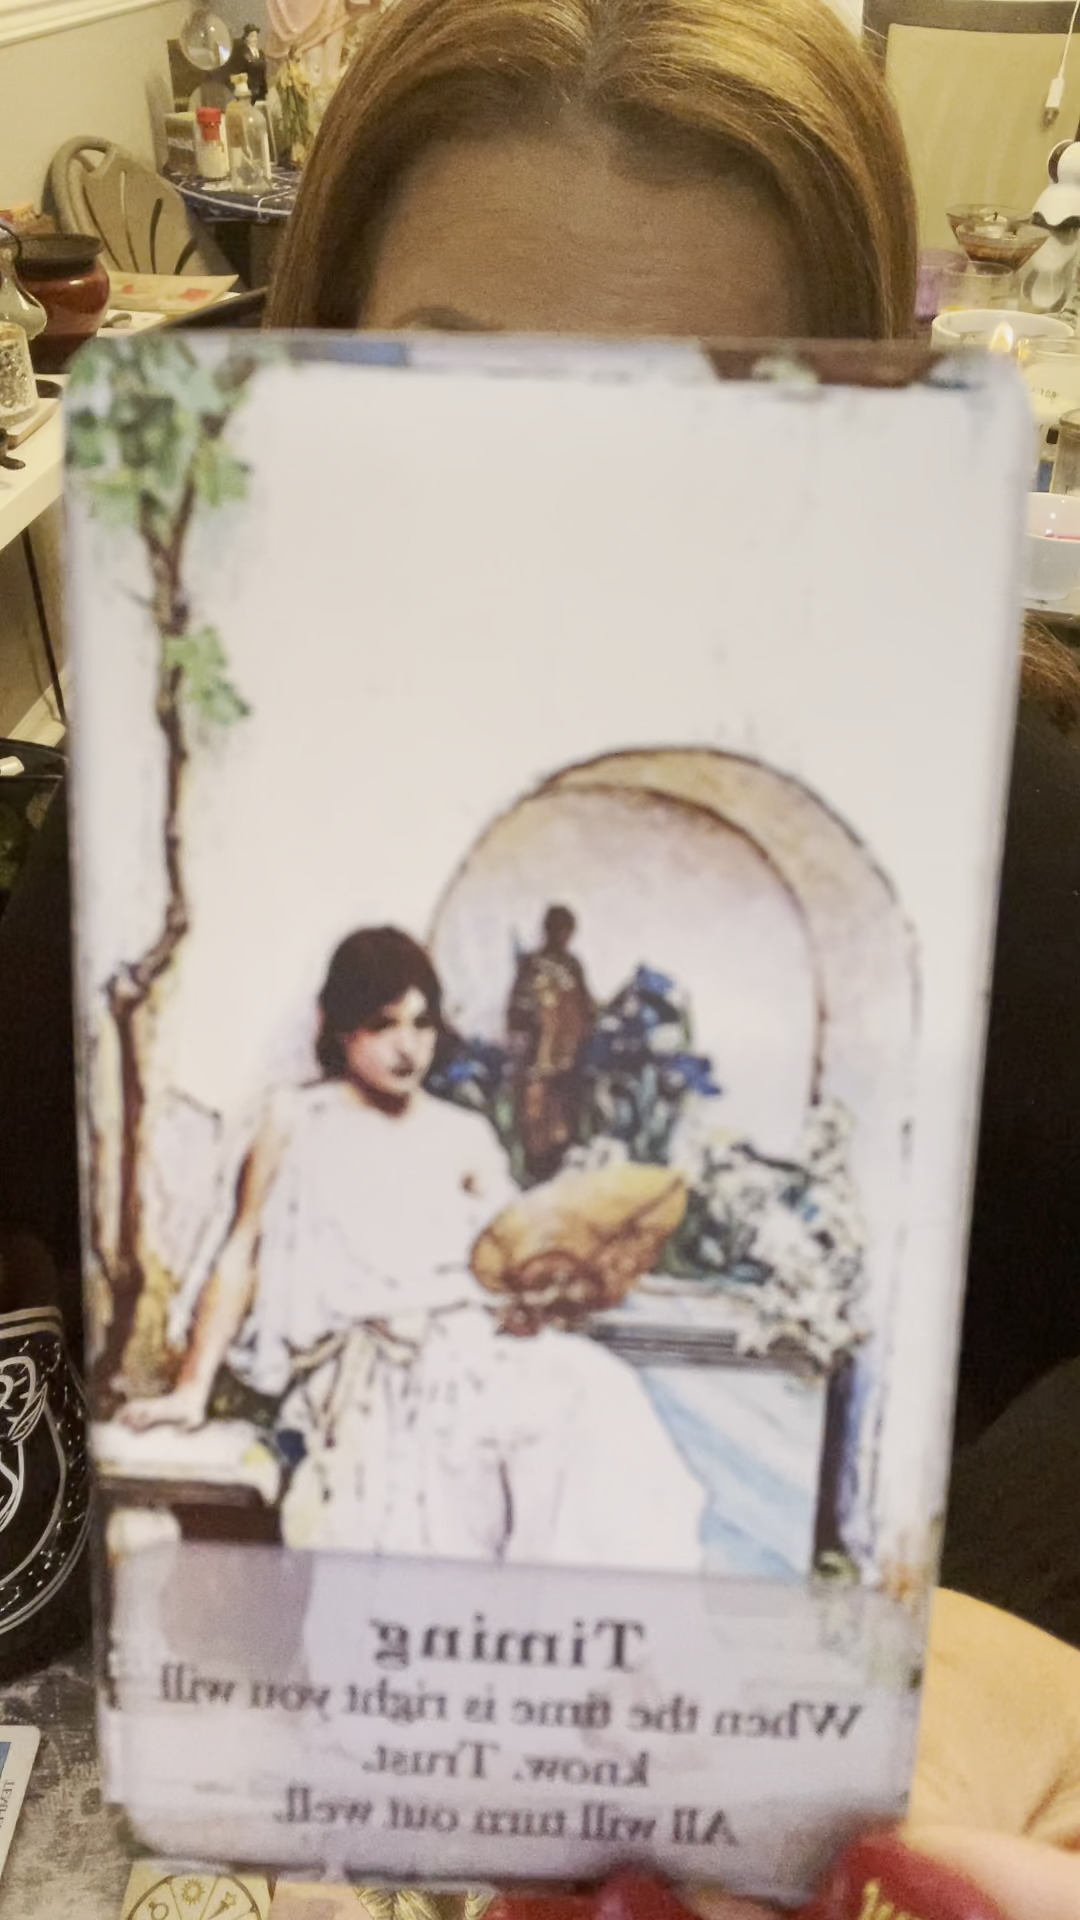 Timing
When the time is right you will
know. Trust.
All will turn out well.